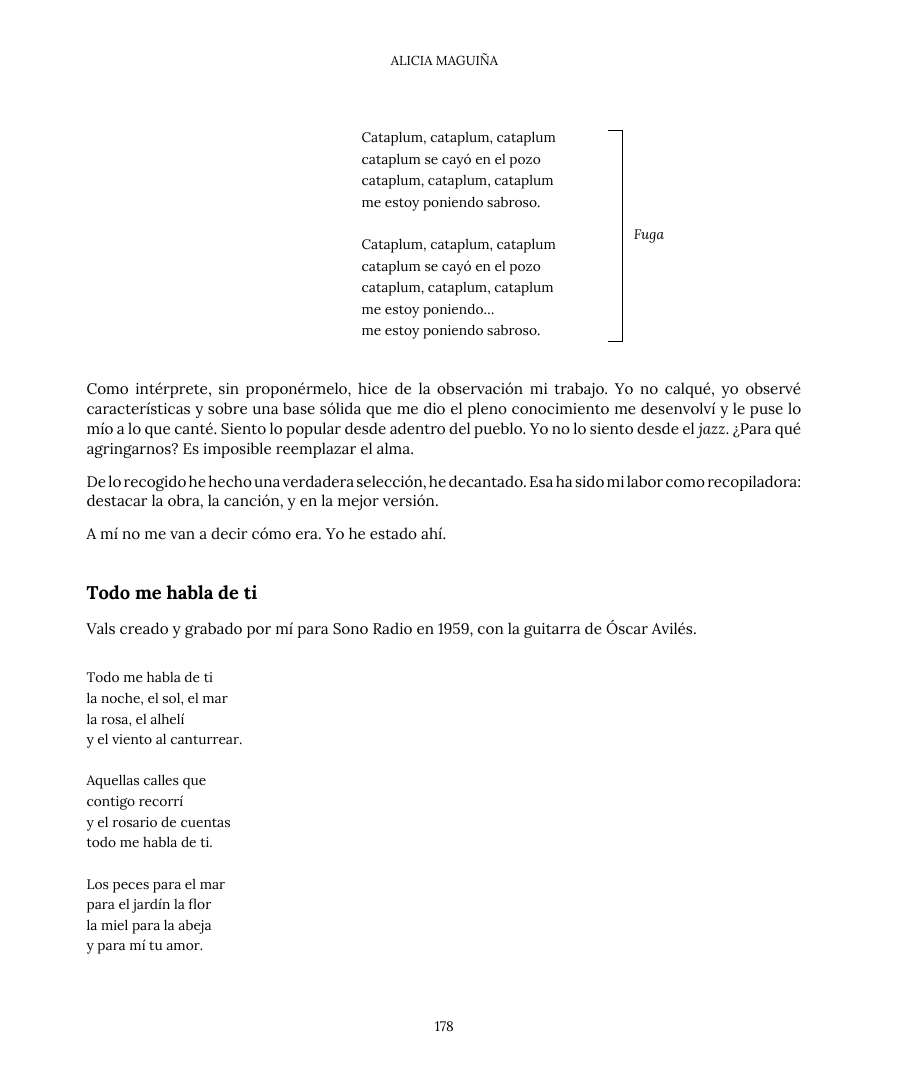 ALICIA MAGUIÑA
Cataplum, cataplum, cataplum
cataplum se cayó en el pozo
cataplum, cataplum, cataplum
me estoy poniendo sabroso.
Cataplum, cataplum, cataplum
cataplum se cayó en el pozo
cataplum, cataplum, cataplum
me estoy poniendo...
me estoy poniendo sabroso.
Fuga
Como intérprete, sin proponérmelo, hice de la observación mi trabajo. Yo no calqué, yo observé
características y sobre una base sólida que me dio el pleno conocimiento me desenvolví y le puse lo
mío a lo que canté. Siento lo popular desde adentro del pueblo. Yo no lo siento desde el jazz. ¿Para qué
agringarnos? Es imposible reemplazar el alma.
De lo recogido he hecho una verdadera selección, he decantado. Esa ha sido mi labor como recopiladora:
destacar la obra, la canción, y en la mejor versión.
A mí no me van a decir cómo era. Yo he estado ahí.
Todo me habla de ti
Vals creado y grabado por mí para Sono Radio en 1959, con la guitarra de Óscar Avilés.
Todo me habla de ti
la noche, el sol, el mar
la rosa, el alhelí
y el viento al canturrear.
Aquellas calles que
contigo recorrí
y el rosario de cuentas
todo me habla de ti.
Los peces para el mar
para el jardín la flor
la miel para la abeja
y para mí tu amor.
178